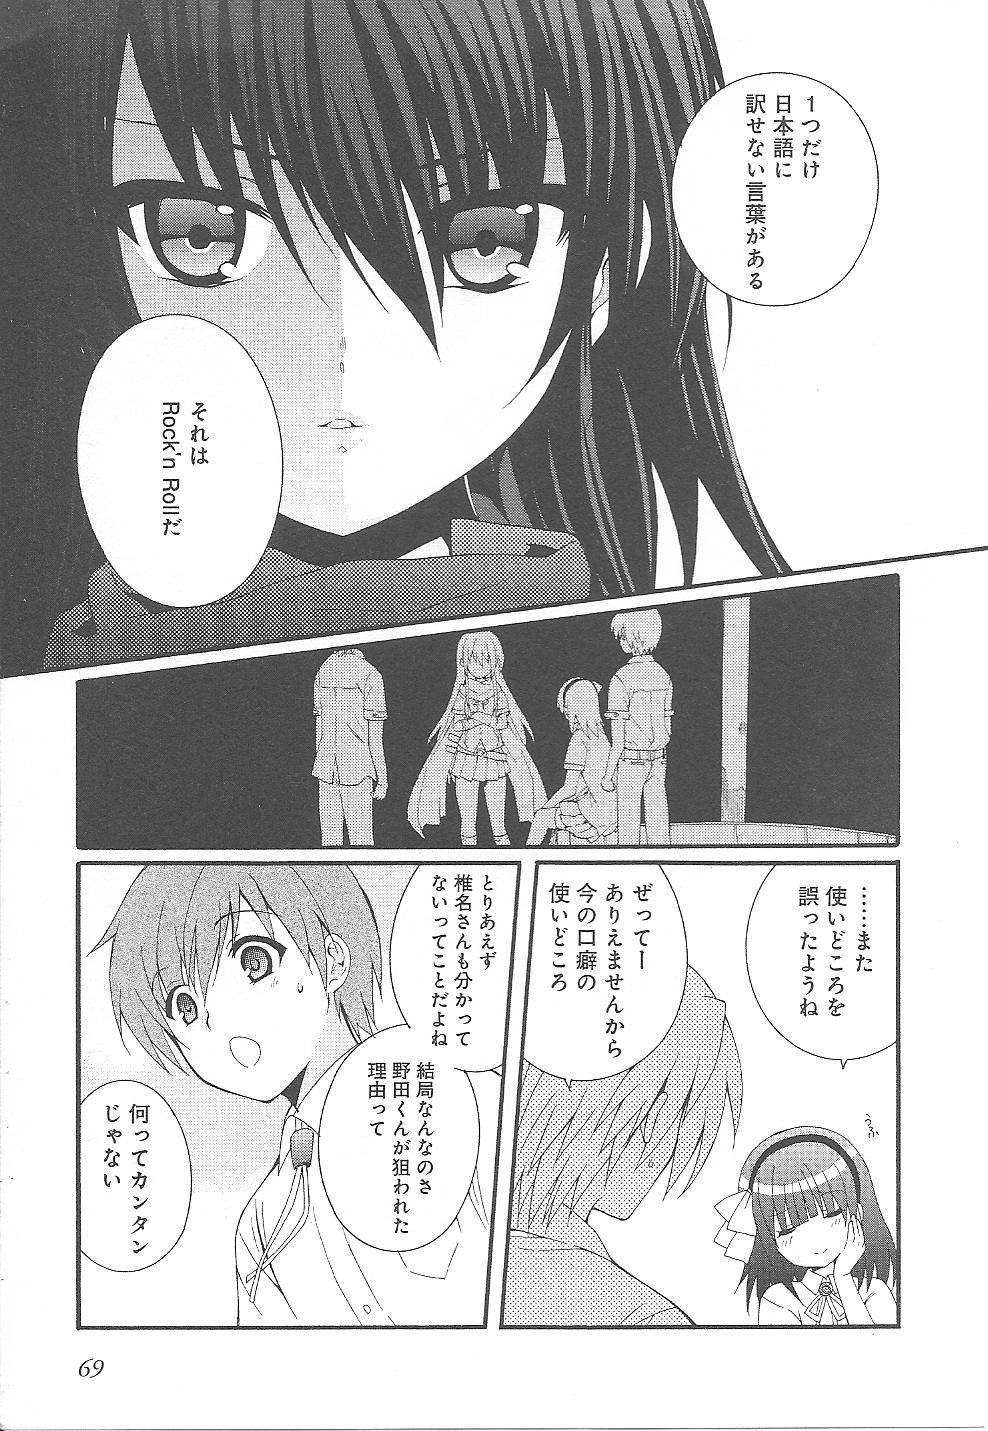 1つだけ
日本語に
訳せない言葉がある
それは
Rock'n Rollだ
……また
使いどころを
誤ったようね
うふ
ぜってー
ありえませんから
今の口癖の
使いどころ
とりあえず
椎名さんも分かって
ないってことだよね
結局なんなのさ
野田くんが狙われた
理由って
何ってカンタン
じゃない
69